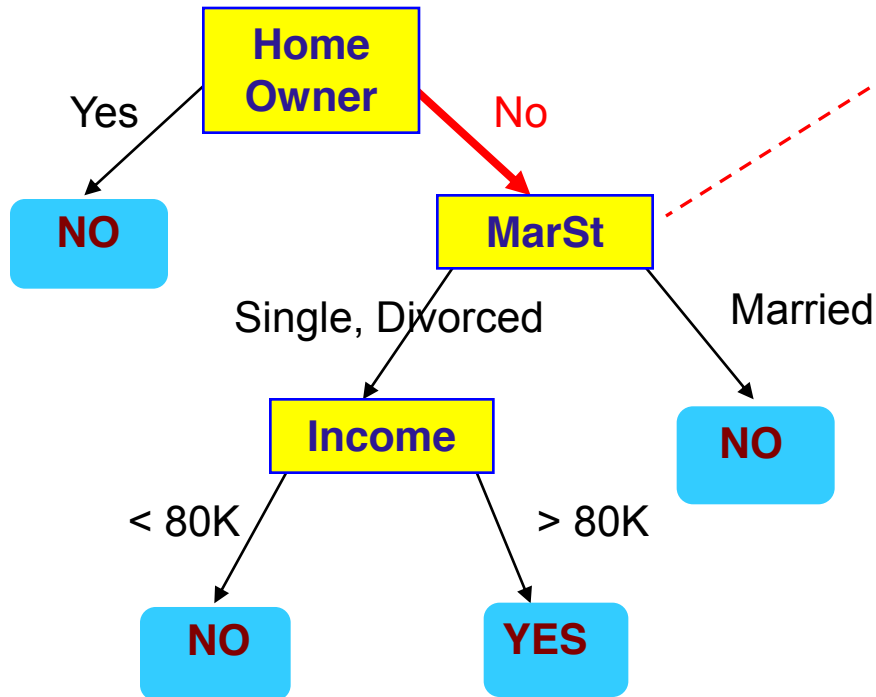 Home
Owner
Yes
No
NO
MarSt
Single, Divorced
Married
Income
NO
< 80K
> 80K
NO
YES